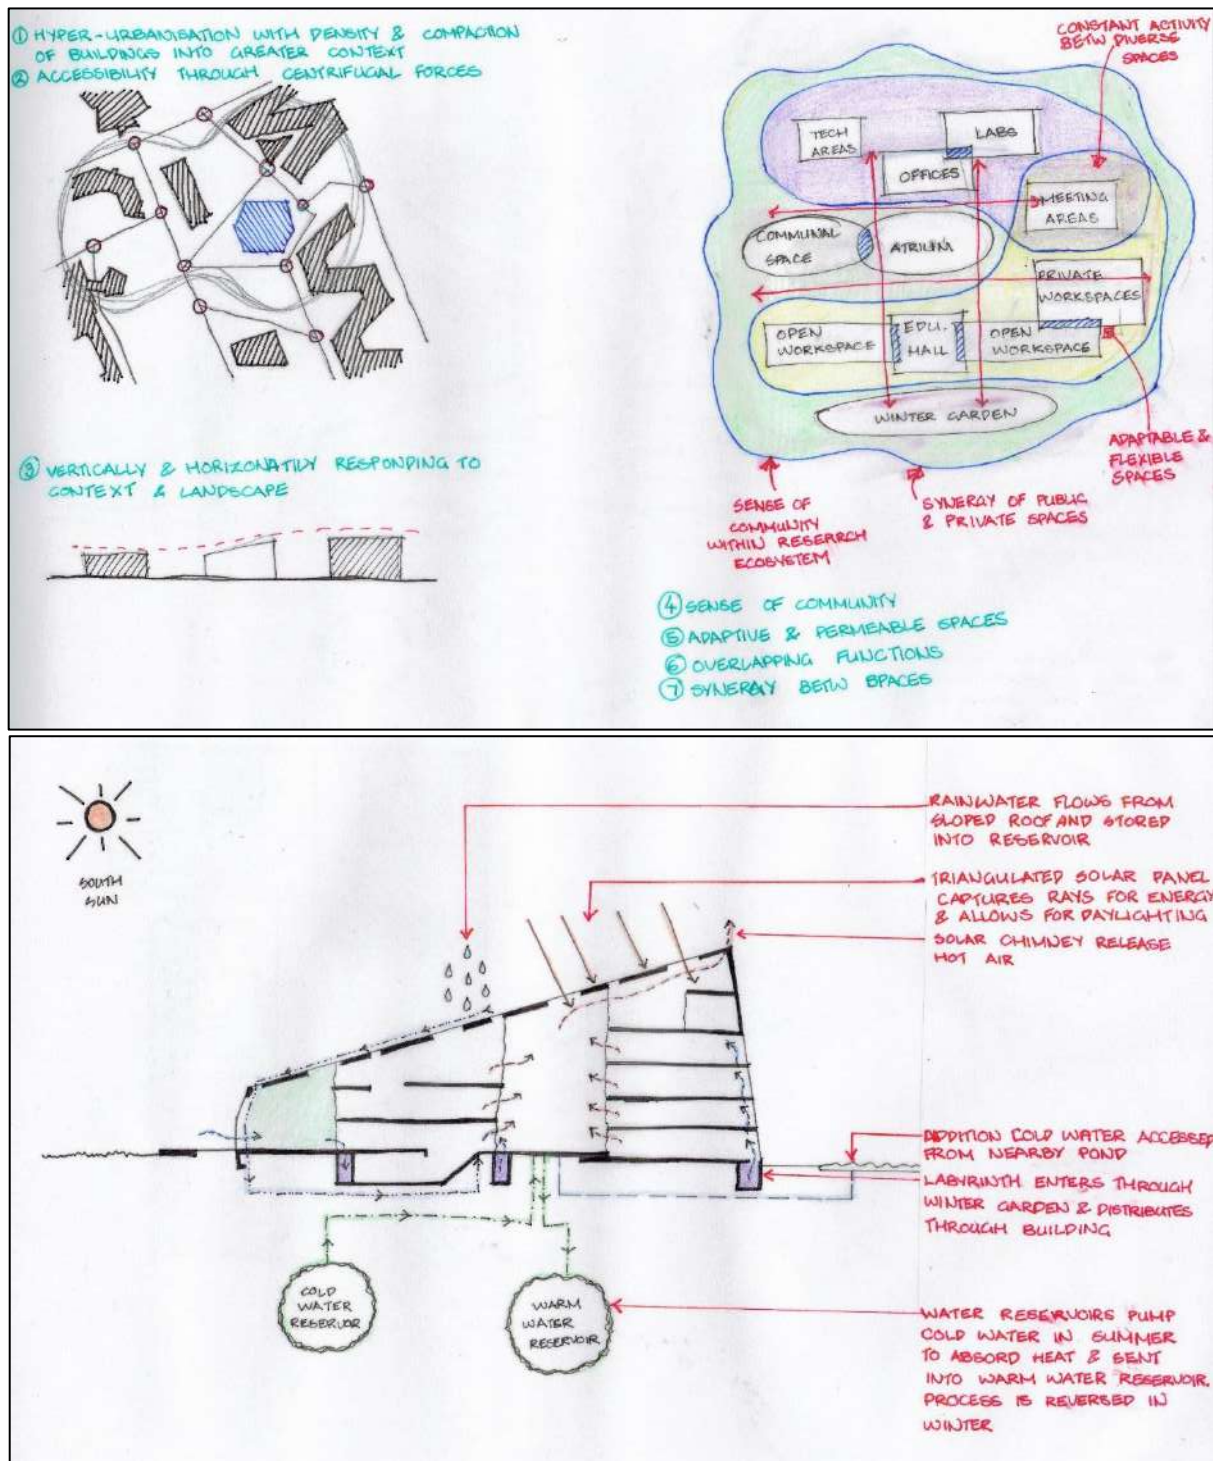 ① HYPER-URBANISATION WITH DENSITY & COMPACTION
OF BUILDINGS INTO GREATER CONTEXT
② ACCESSIBILITY THROUGH CENTRIFUGAL FORCES
③ VERTICALLY & HORIZONATILY RESPONDING TO
CONTEXT & LANDSCAPE
CONSTANT ACTIVITY
BETW DIVERSE
SPACES
TECH
AREAS
LABS
OFFICES
MEETING
AREAS
COMMUNAL
SPACE
ATRIUM
PRIVATE
WORKSPACES
OPEN
WORKSPACE
EDU.
HALL
OPEN
WORKSPACE
WINTER GARDEN
ADAPTABLE &
FLEXIBLE
SPACES
SENSE OF
COMMUNITY
WITHIN RESEARCH
ECOSYSTEM
SYNERGY OF PUBLIC
& PRIVATE SPACES
④ SENSE OF COMMUNITY
⑤ ADAPTIVE & PERMEABLE SPACES
⑥ OVERLAPPING FUNCTIONS
⑦ SYNERGY BETW SPACES
SOUTH
SUN
RAINWATER FLOWS FROM
SLOPED ROOF AND STORED
INTO RESERVOIR
TRIANGULATED SOLAR PANEL
CAPTURES RAYS FOR ENERGY
& ALLOWS FOR DAYLIGHTING
SOLAR CHIMNEY RELEASE
HOT AIR
ADDITION COLD WATER ACCESSED
FROM NEARBY POND
LABYRINTH ENTERS THROUGH
WINTER GARDEN & DISTRIBUTES
THROUGH BUILDING
COLD
WATER
RESERVOIR
WARM
WATER
RESERVOIR
WATER RESERVOIRS PUMP
COLD WATER IN SUMMER
TO ABSORD HEAT & SENT
INTO WARM WATER RESERVOIR.
PROCESS IS REVERSED IN
WINTER